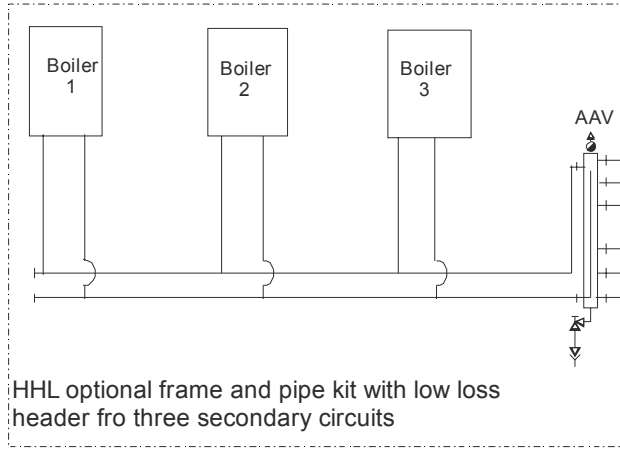 Boiler
1
Boiler
2
Boiler
3
AAV
HHL optional frame and pipe kit with low loss
header fro three secondary circuits